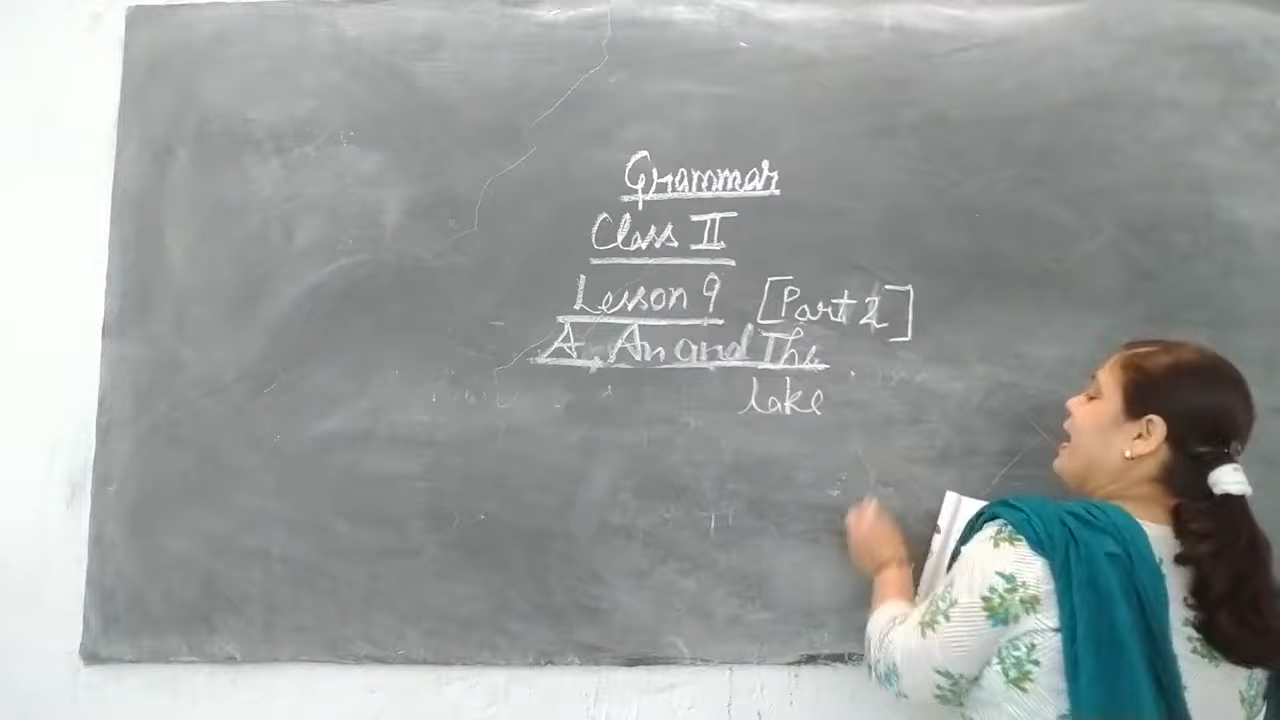 Grammar
Class II
Lesson 9 [Part 2]
A, An and The
lake